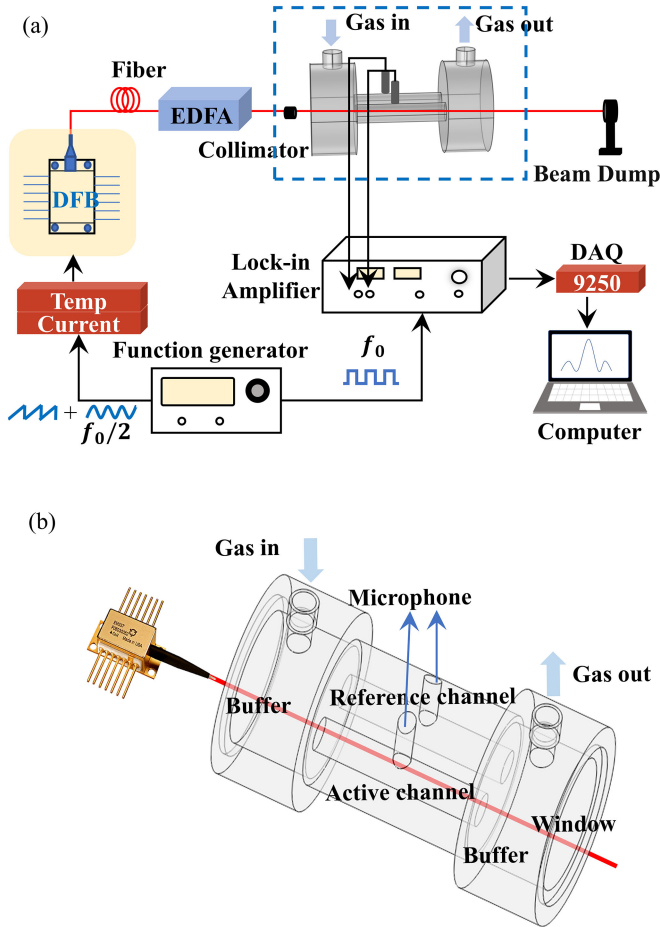 (a)
Gas in
Gas out
Fiber
EDFA
Collimator
Beam Dump
DFB
Lock-in
Amplifier
DAQ
9250
Temp
Current
Function generator
f₀
+
f₀/2
Computer
(b)
Gas in
Microphone
Gas out
Reference channel
Buffer
Active channel
Window
Buffer